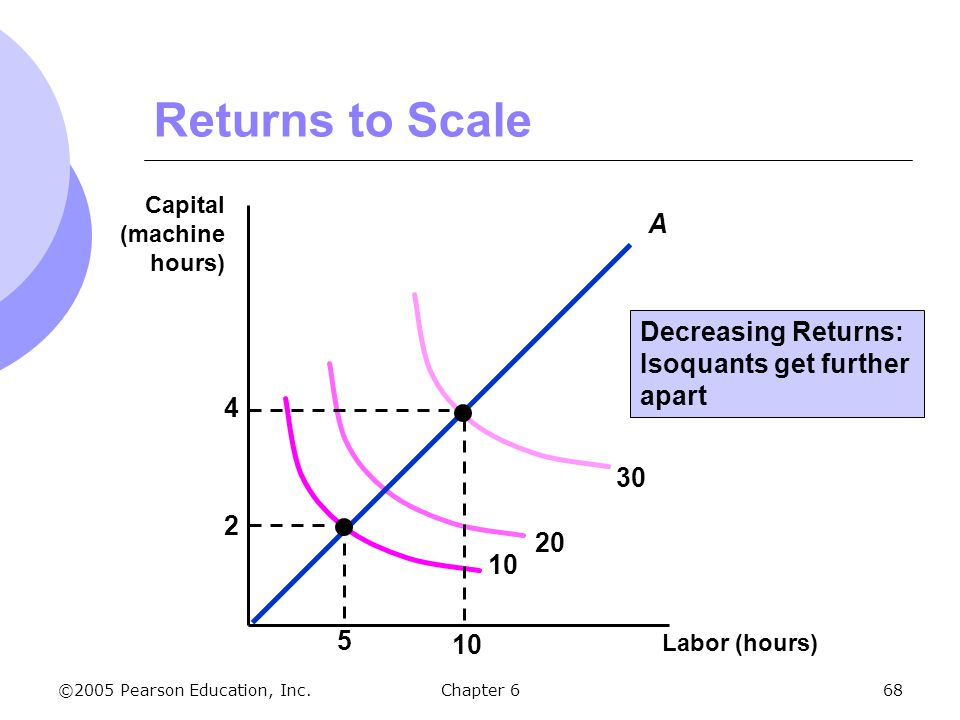 Returns to Scale
Capital
(machine
hours)
A
Decreasing Returns:
Isoquants get further
apart
4
30
2
20
10
5
10
Labor (hours)
©2005 Pearson Education, Inc.
Chapter 6
68